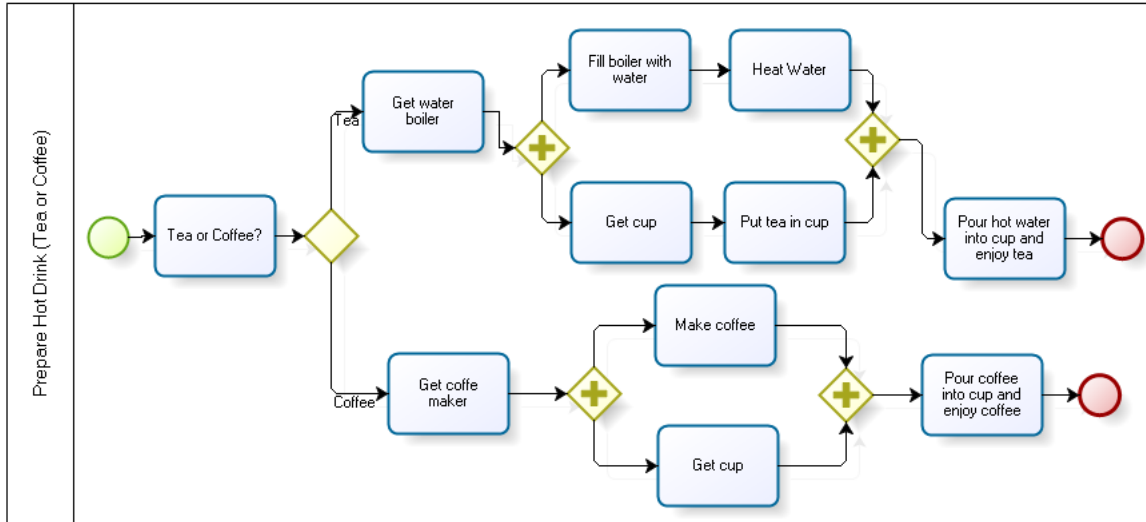 Prepare Hot Drink (Tea or Coffee)
Tea or Coffee?
Tea
Get water
boiler
Fill boiler with
water
Heat Water
Get cup
Put tea in cup
Pour hot water
into cup and
enjoy tea
Coffee
Get coffe
maker
Make coffee
Get cup
Pour coffee
into cup and
enjoy coffee